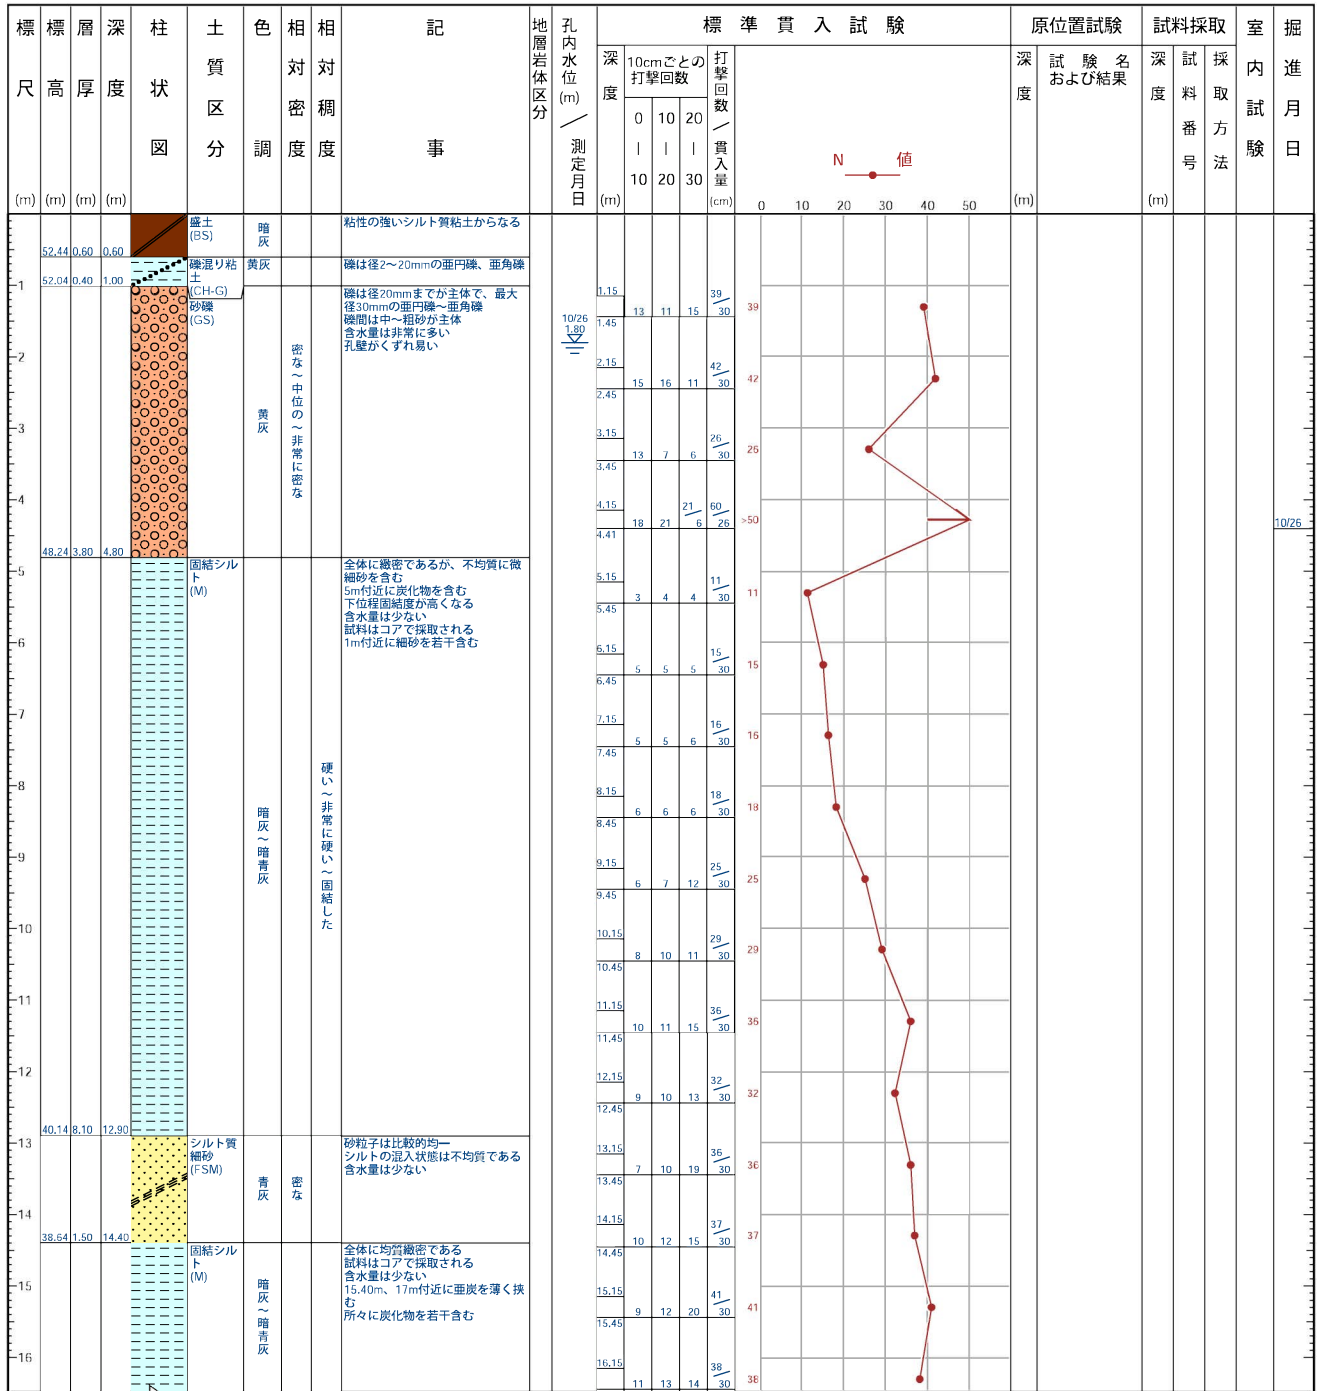 標尺 (m)
標高 (m)
層厚 (m)
深度 (m)
柱状図
土質区分
色調
相対密度
相対稠度
記事
地層岩体区分
孔内水位(m)／測定月日
標準貫入試験
深度 (m)
10cmごとの
打撃回数
0 10 20
| | |
10 20 30
打撃回数／貫入量 (cm)
N 値
0 10 20 30 40 50
原位置試験
深度 (m)
試験名
および結果
試料採取
深度 (m)
試料番号
採取方法
室内試験
掘進月日
52.44 0.60 0.60
盛土
(BS)
暗灰
粘性の強いシルト質粘土からなる
52.04 0.40 1.00
礫混り粘
土
(CH-G)
黄灰
礫は径2～20mmの亜円礫、亜角礫
48.24 3.80 4.80
砂礫
(GS)
黄灰
密な～中位の～非常に密な
礫は径20mmまでが主体で、最大
径30mmの亜円礫～亜角礫
礫間は中～粗砂が主体
含水量は非常に多い
孔壁がくずれ易い
10/26
1.80
40.14 8.10 12.90
固結シル
ト
(M)
暗灰～暗青灰
硬い～非常に硬い～固結した
全体に緻密であるが、不均質に微
細砂を含む
5m付近に炭化物を含む
下位程固結度が高くなる
含水量は少ない
試料はコアで採取される
1m付近に細砂を若干含む
38.64 1.50 14.40
シルト質
細砂
(FSM)
青灰
密な
砂粒子は比較的均一
シルトの混入状態は不均質である
含水量は少ない
固結シル
ト
(M)
暗灰～暗青灰
全体に均質緻密である
試料はコアで採取される
含水量は少ない
15.40m、17m付近に亜炭を薄く挟
む
所々に炭化物を若干含む
1
2
3
4
5
6
7
8
9
10
11
12
13
14
15
16
1.15 1.45 13 11 15 39/30 39
2.15 2.45 15 16 11 42/30 42
3.15 3.45 13 7 6 26/30 26
4.15 4.41 18 21 21/6 60/26 >50
5.15 5.45 3 4 4 11/30 11
6.15 6.45 5 5 5 15/30 15
7.15 7.45 5 5 6 16/30 16
8.15 8.45 6 6 6 18/30 18
9.15 9.45 6 7 12 25/30 25
10.15 10.45 8 10 11 29/30 29
11.15 11.45 10 11 15 36/30 36
12.15 12.45 9 10 13 32/30 32
13.15 13.45 7 10 19 36/30 36
14.15 14.45 10 12 15 37/30 37
15.15 15.45 9 12 20 41/30 41
16.15 11 13 14 38/30 38
10/26